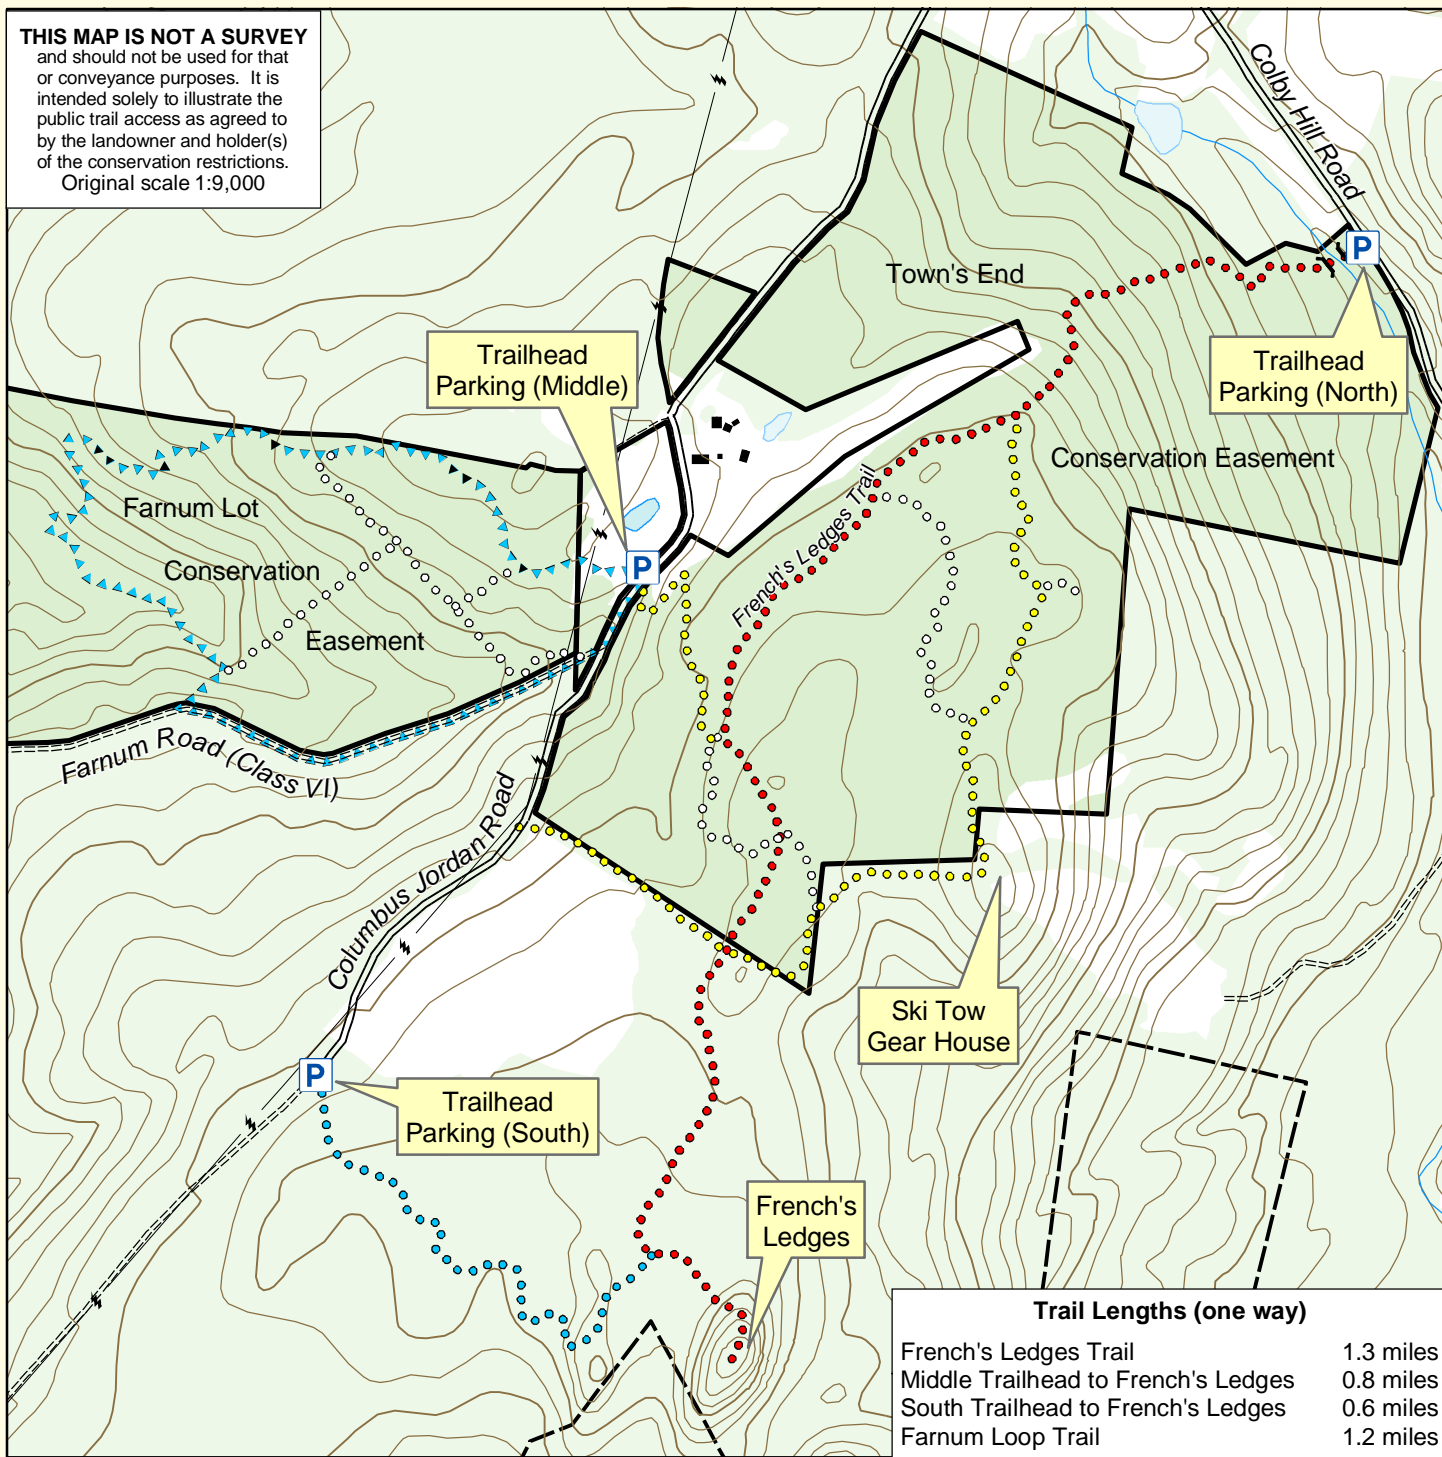 THIS MAP IS NOT A SURVEY
and should not be used for that
or conveyance purposes. It is
intended solely to illustrate the
public trail access as agreed to
by the landowner and holder(s)
of the conservation restrictions.
Original scale 1:9,000
Colby Hill Road
P
Town's End
Trailhead
Parking (North)
Trailhead
Parking (Middle)
Conservation Easement
French's Ledges Trail
Farnum Lot
Conservation
Easement
P
Farnum Road (Class VI)
Columbus Jordan Road
Ski Tow
Gear House
P
Trailhead
Parking (South)
French's
Ledges
Trail Lengths (one way)
French's Ledges Trail 1.3 miles
Middle Trailhead to French's Ledges 0.8 miles
South Trailhead to French's Ledges 0.6 miles
Farnum Loop Trail 1.2 miles